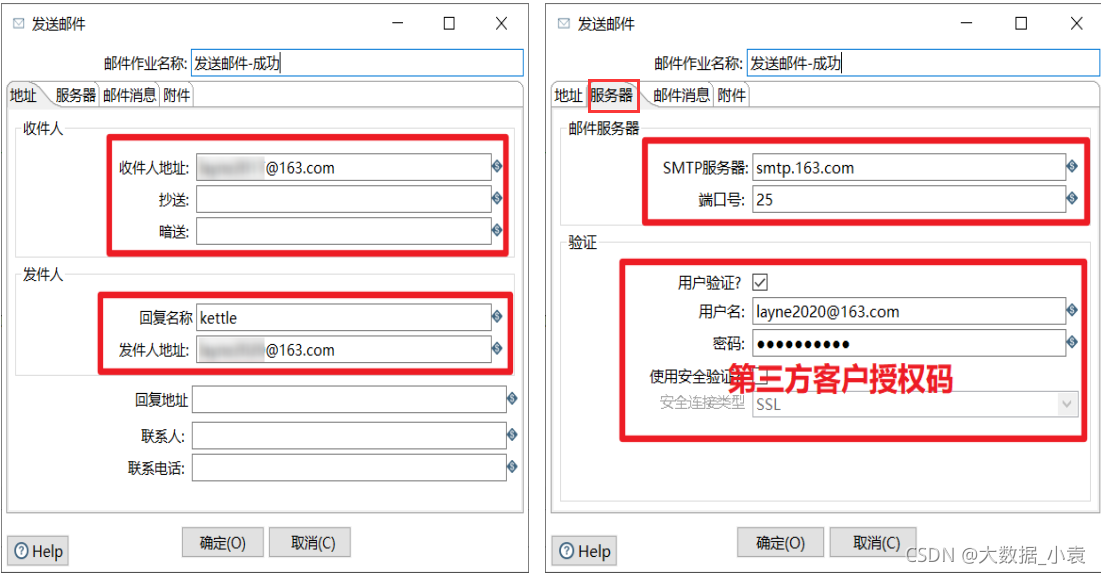 发送邮件
邮件作业名称: 发送邮件-成功
地址 服务器 邮件消息 附件
收件人
收件人地址: @163.com
抄送:
暗送:
发件人
回复名称 kettle
发件人地址: @163.com
回复地址
联系人:
联系电话:
Help
确定(O)
取消(C)
发送邮件
邮件作业名称: 发送邮件-成功
地址 服务器 邮件消息 附件
邮件服务器
SMTP服务器: smtp.163.com
端口号: 25
验证
用户验证?
用户名: layne2020@163.com
密码: ●●●●●●●●●●
使用安全验证
第三方客户授权码
安全连接类型 SSL
Help
确定(O)
取消(C)
CSDN @大数据_小袁